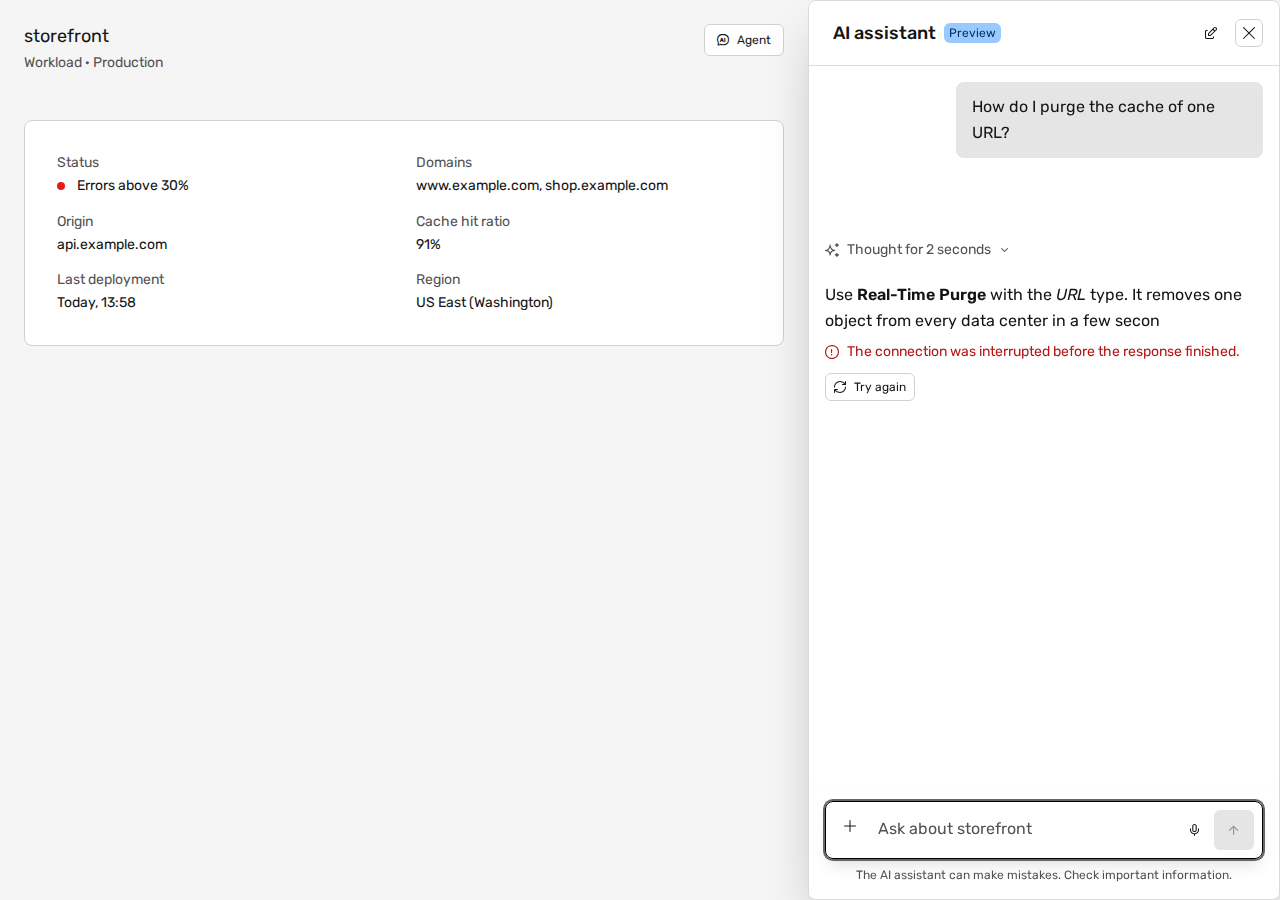 storefront
Workload • Production
Agent
Status
Errors above 30%
Domains
www.example.com, shop.example.com
Origin
api.example.com
Cache hit ratio
91%
Last deployment
Today, 13:58
Region
US East (Washington)
AI assistant
Preview
How do I purge the cache of one
URL?
Thought for 2 seconds
Use Real-Time Purge with the URL type. It removes one
object from every data center in a few secon
The connection was interrupted before the response finished.
Try again
Ask about storefront
The AI assistant can make mistakes. Check important information.